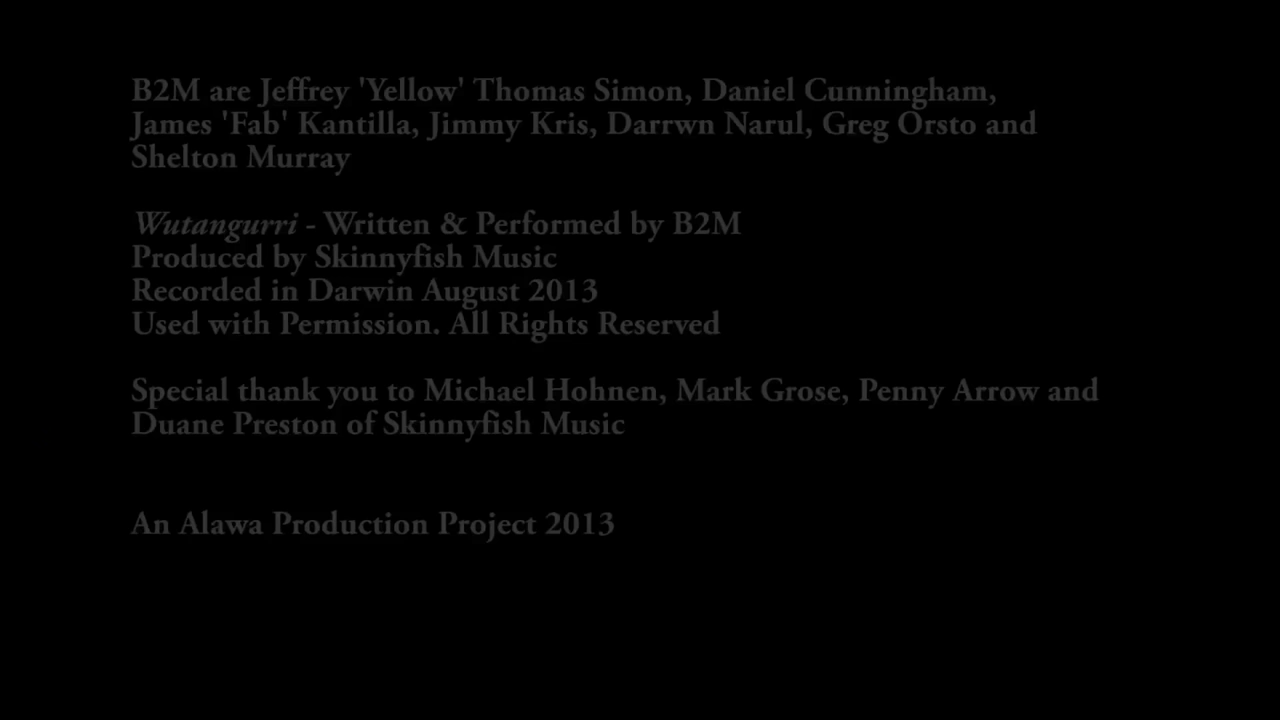 B2M are Jeffrey 'Yellow' Thomas Simon, Daniel Cunningham,
James 'Fab' Kantilla, Jimmy Kris, Darrwn Narul, Greg Orsto and
Shelton Murray
Wutangurri - Written & Performed by B2M
Produced by Skinnyfish Music
Recorded in Darwin August 2013
Used with Permission. All Rights Reserved
Special thank you to Michael Hohnen, Mark Grose, Penny Arrow and
Duane Preston of Skinnyfish Music
An Alawa Production Project 2013